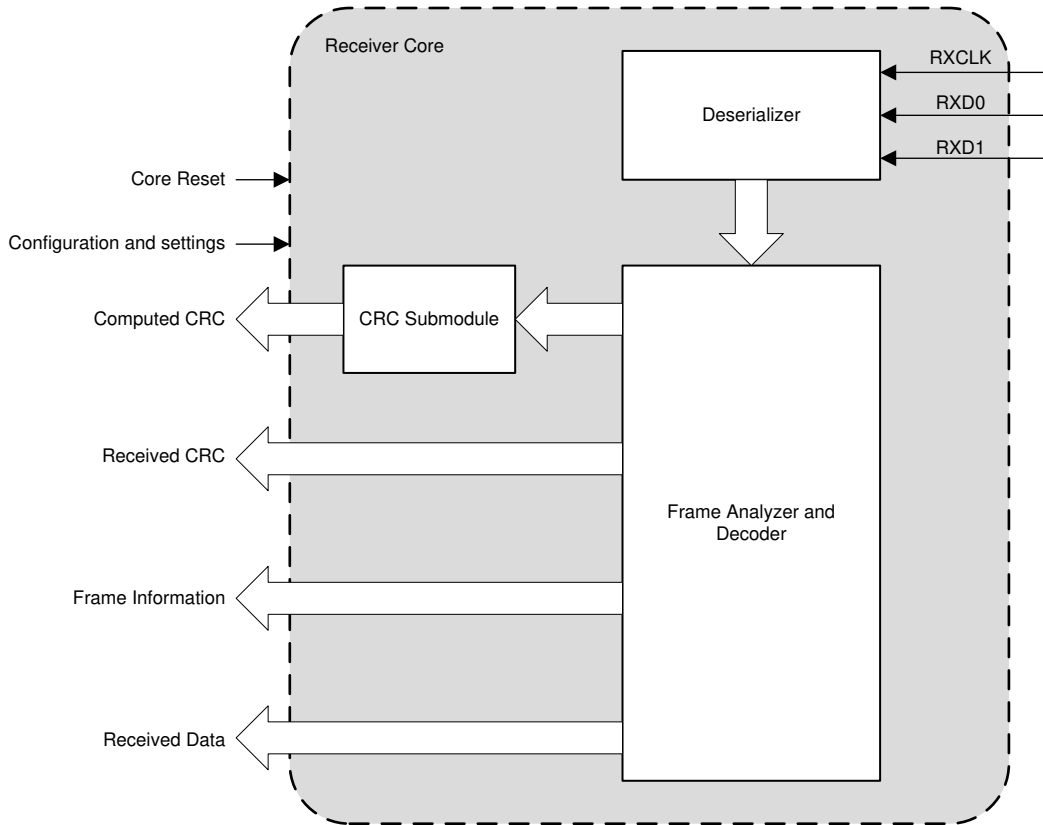 Receiver Core
RXCLK
Deserializer
RXD0
RXD1
Core Reset
Configuration and settings
Computed CRC
CRC Submodule
Received CRC
Frame Analyzer and
Decoder
Frame Information
Received Data